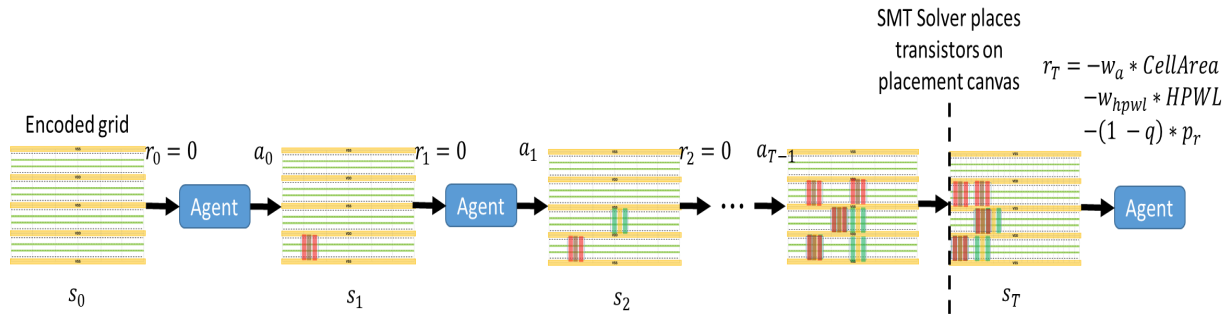 SMT Solver places
transistors on
placement canvas
r_T = −w_a * CellArea
−w_hpwl * HPWL
−(1 − q) * p_r
Encoded grid
r_0 = 0
a_0
r_1 = 0
a_1
r_2 = 0
a_{T−1}
Agent
Agent
...
Agent
s_0
s_1
s_2
s_T